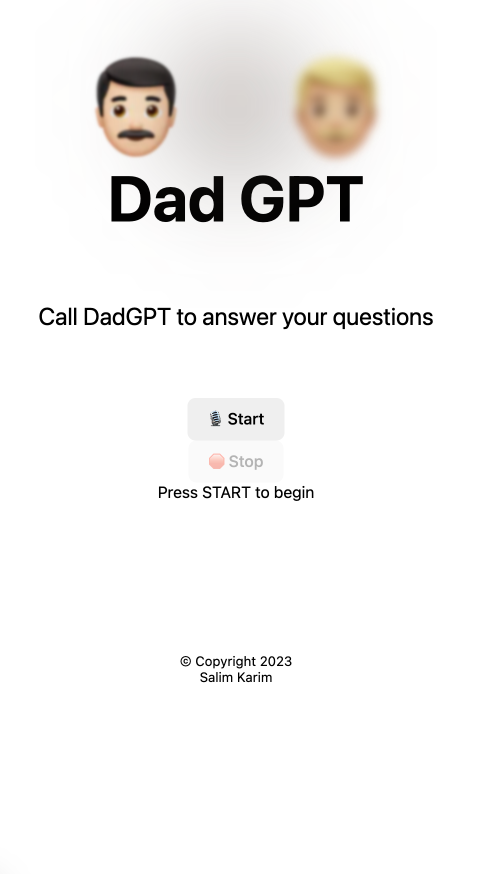 Dad GPT
Call DadGPT to answer your questions
🎙️ Start
🔴 Stop
Press START to begin
© Copyright 2023
Salim Karim